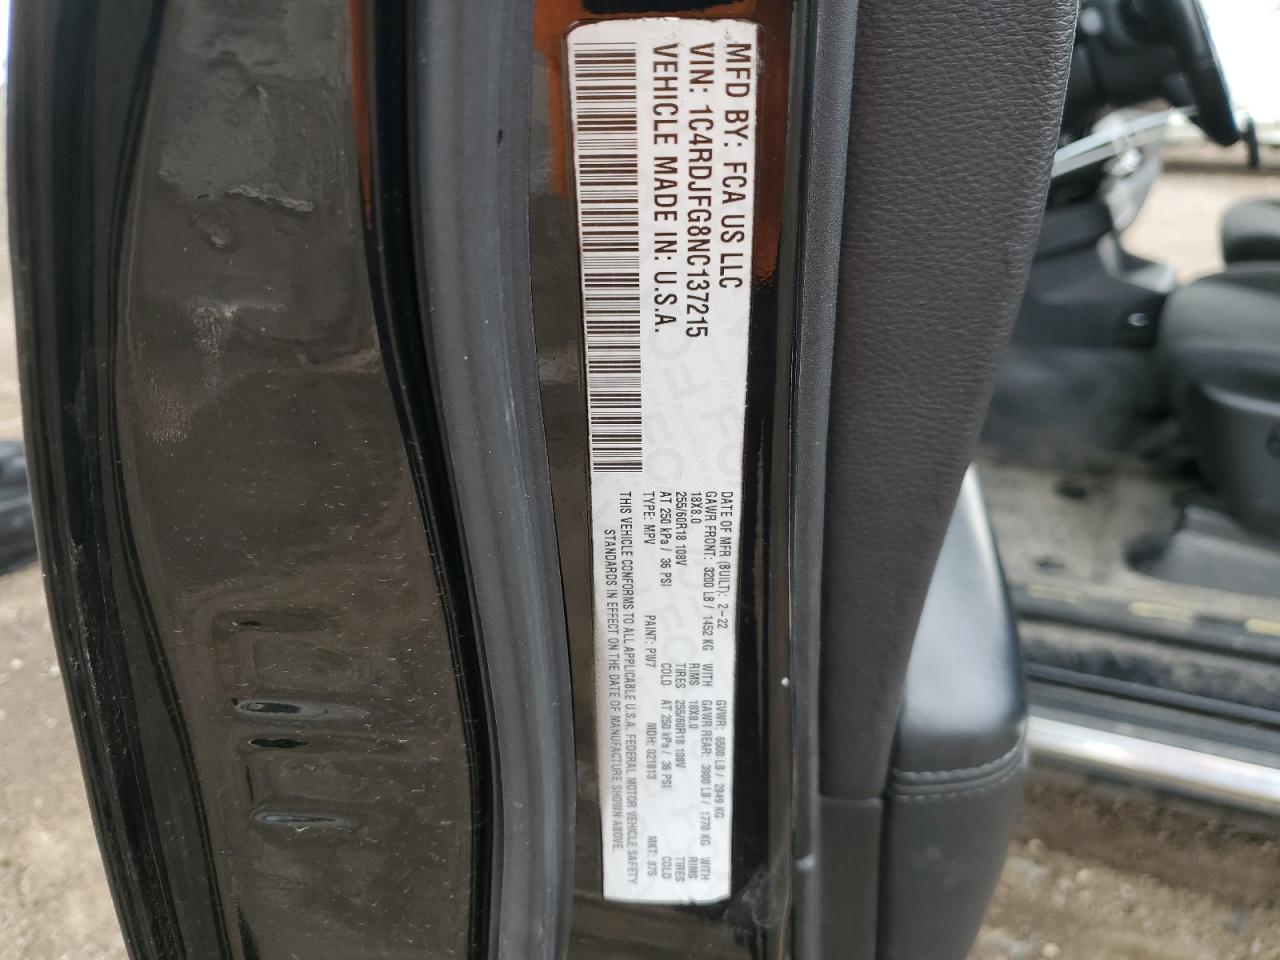 MFD BY: FCA US LLC
VIN: 1C4RDJFG8NC137215
VEHICLE MADE IN: U.S.A.
DATE OF MFR (BUILT): 2-22 GVWR: 6500 LB / 2949 KG
GAWR FRONT: 3200 LB / 1452 KG WITH GAWR REAR: 3900 LB / 1770 KG WITH
18X8.0 RIMS 18X8.0 RIMS
255/60R18 108V TIRES 255/60R18 108V TIRES
AT 250 kPa / 36 PSI COLD AT 250 kPa / 36 PSI COLD
TYPE: MPV PAINT: PW7 MDH: 021813 MKT: 875
THIS VEHICLE CONFORMS TO ALL APPLICABLE U.S.A. FEDERAL MOTOR VEHICLE SAFETY
STANDARDS IN EFFECT ON THE DATE OF MANUFACTURE SHOWN ABOVE.